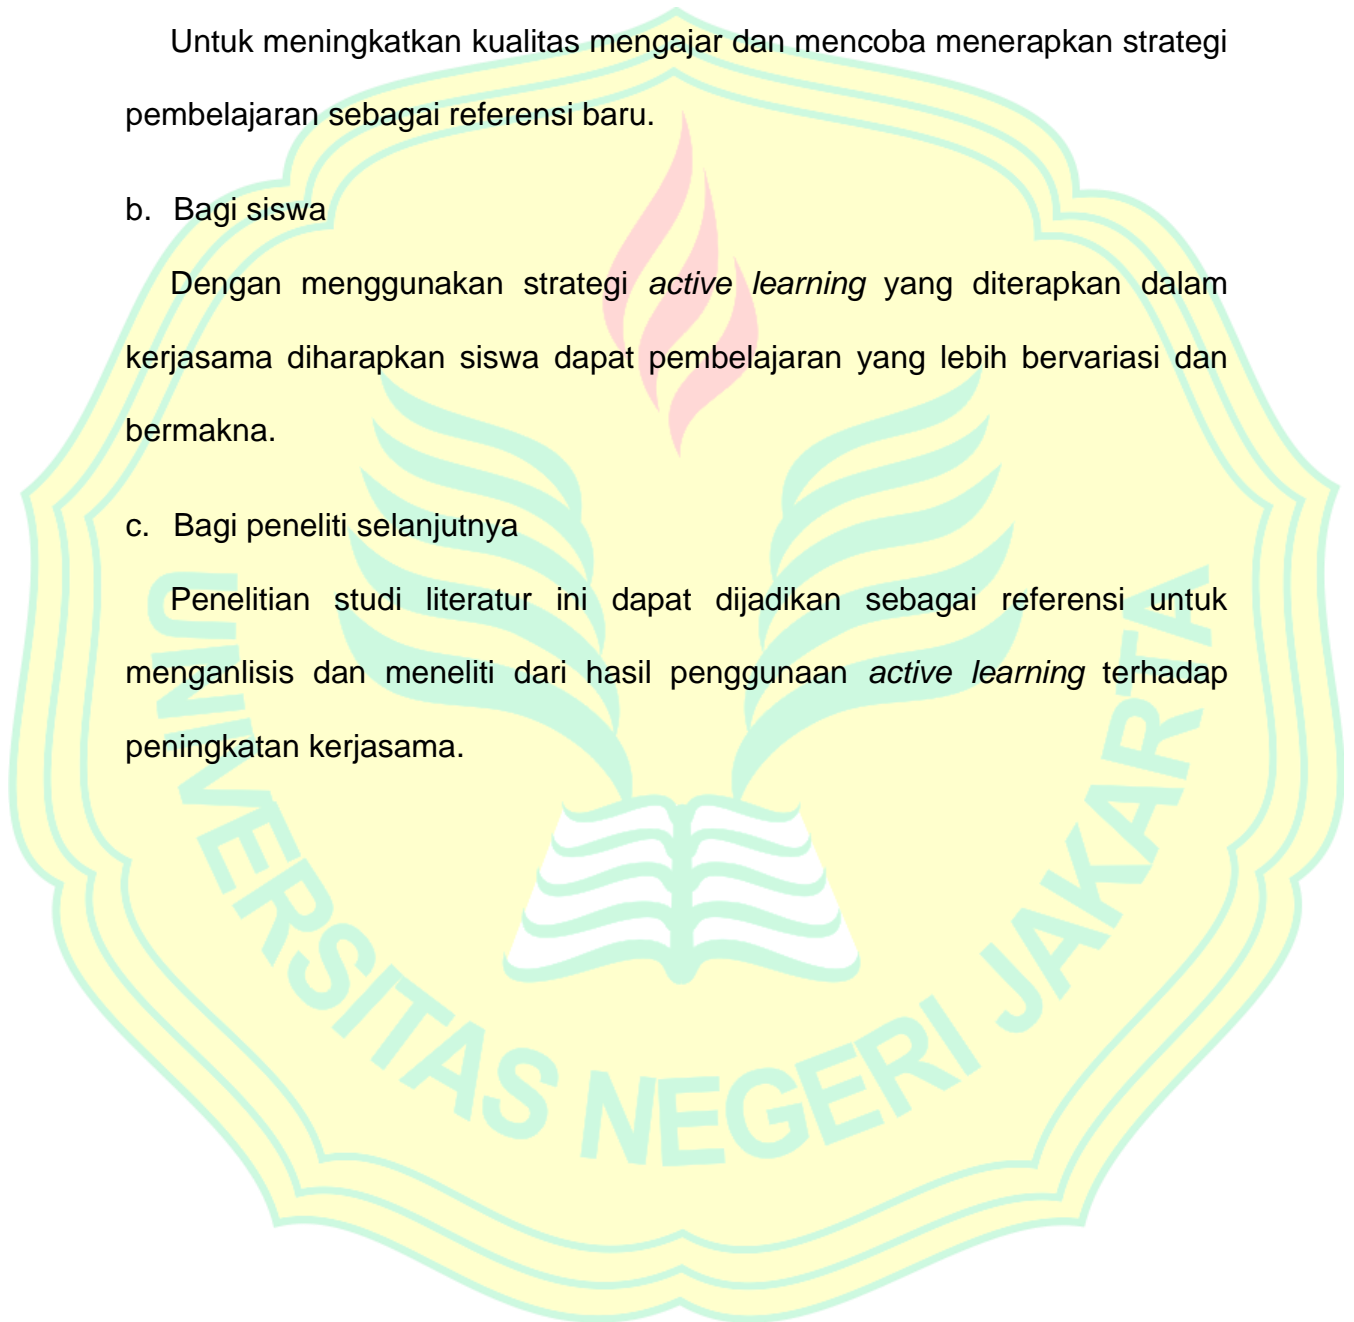 Untuk meningkatkan kualitas mengajar dan mencoba menerapkan strategi
pembelajaran sebagai referensi baru.
b. Bagi siswa
Dengan menggunakan strategi active learning yang diterapkan dalam
kerjasama diharapkan siswa dapat pembelajaran yang lebih bervariasi dan
bermakna.
c. Bagi peneliti selanjutnya
Penelitian studi literatur ini dapat dijadikan sebagai referensi untuk
menganlisis dan meneliti dari hasil penggunaan active learning terhadap
peningkatan kerjasama.
UNIVERSITAS NEGERI JAKARTA